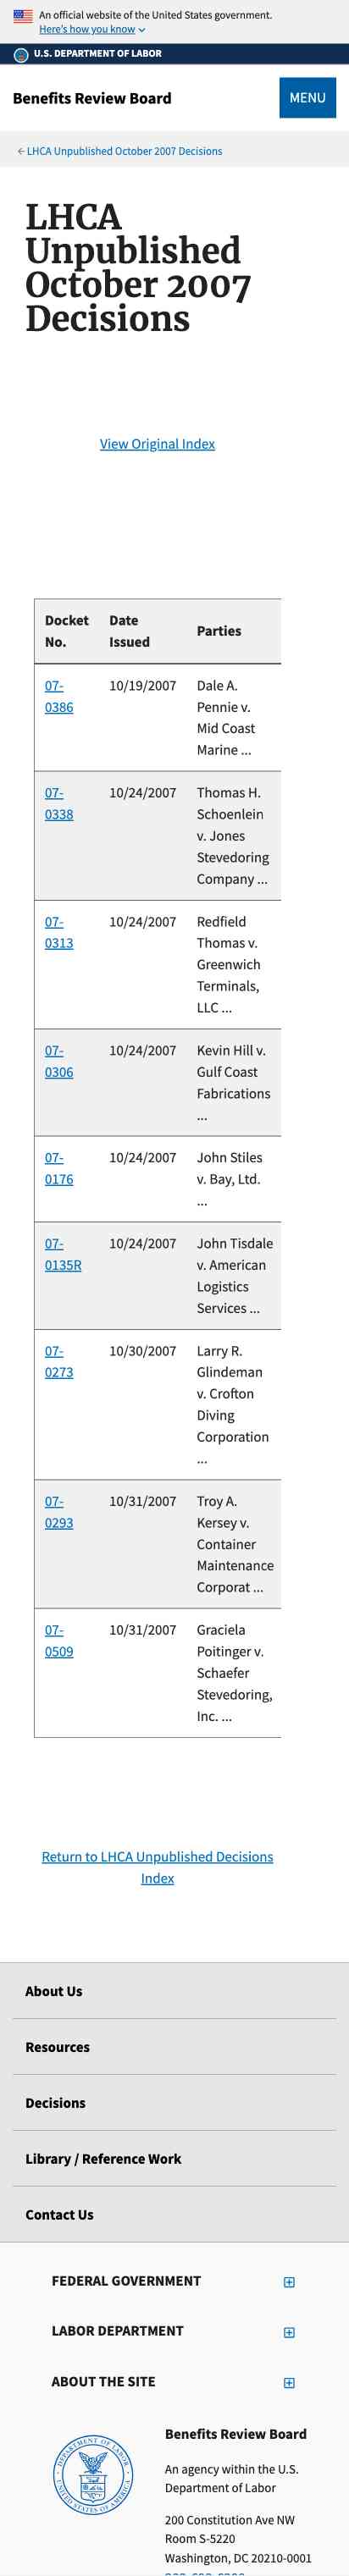 An official website of the United States government.
Here's how you know
U.S. DEPARTMENT OF LABOR
Benefits Review Board
MENU
LHCA Unpublished October 2007 Decisions
LHCA
Unpublished
October 2007
Decisions
View Original Index
Docket No. Date Issued Parties
07-0386 10/19/2007 Dale A. Pennie v. Mid Coast Marine ...
07-0338 10/24/2007 Thomas H. Schoenlein v. Jones Stevedoring Company ...
07-0313 10/24/2007 Redfield Thomas v. Greenwich Terminals, LLC ...
07-0306 10/24/2007 Kevin Hill v. Gulf Coast Fabrications ...
07-0176 10/24/2007 John Stiles v. Bay, Ltd. ...
07-0135R 10/24/2007 John Tisdale v. American Logistics Services ...
07-0273 10/30/2007 Larry R. Glindeman v. Crofton Diving Corporation ...
07-0293 10/31/2007 Troy A. Kersey v. Container Maintenance Corporat ...
07-0509 10/31/2007 Graciela Poitinger v. Schaefer Stevedoring, Inc. ...
Return to LHCA Unpublished Decisions
Index
About Us
Resources
Decisions
Library / Reference Work
Contact Us
FEDERAL GOVERNMENT
LABOR DEPARTMENT
ABOUT THE SITE
DEPARTMENT OF LABOR
UNITED STATES OF AMERICA
Benefits Review Board
An agency within the U.S.
Department of Labor
200 Constitution Ave NW
Room S-5220
Washington, DC 20210-0001